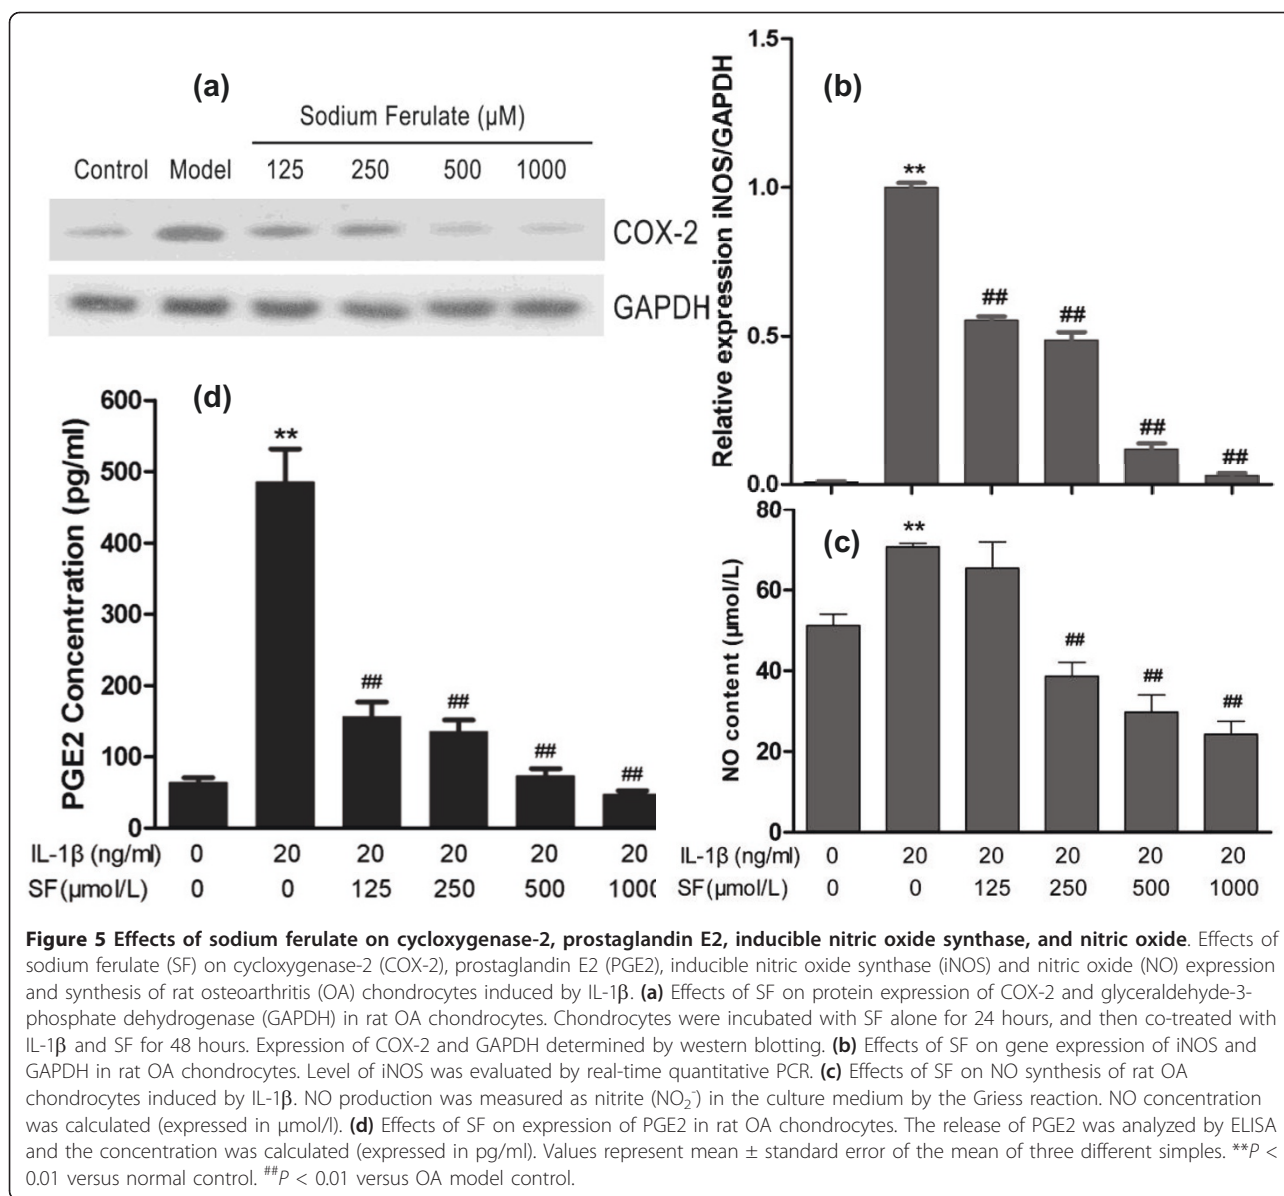 (a)
Sodium Ferulate (µM)
Control Model 125 250 500 1000
COX-2
GAPDH
(b)
Relative expression iNOS/GAPDH
1.5
1.0
0.5
0.0
**
##
##
##
##
(d)
PGE2 Concentration (pg/ml)
600
500
400
300
200
100
0
**
##
##
##
##
IL-1β (ng/ml) 0 20 20 20 20 20
SF(µmol/L) 0 0 125 250 500 1000
(c)
NO content (µmol/L)
80
60
40
20
0
**
##
##
##
IL-1β (ng/ml) 0 20 20 20 20 20
SF (µmol/L) 0 0 125 250 500 1000
Figure 5 Effects of sodium ferulate on cycloxygenase-2, prostaglandin E2, inducible nitric oxide synthase, and nitric oxide. Effects of
sodium ferulate (SF) on cycloxygenase-2 (COX-2), prostaglandin E2 (PGE2), inducible nitric oxide synthase (iNOS) and nitric oxide (NO) expression
and synthesis of rat osteoarthritis (OA) chondrocytes induced by IL-1β. (a) Effects of SF on protein expression of COX-2 and glyceraldehyde-3-
phosphate dehydrogenase (GAPDH) in rat OA chondrocytes. Chondrocytes were incubated with SF alone for 24 hours, and then co-treated with
IL-1β and SF for 48 hours. Expression of COX-2 and GAPDH determined by western blotting. (b) Effects of SF on gene expression of iNOS and
GAPDH in rat OA chondrocytes. Level of iNOS was evaluated by real-time quantitative PCR. (c) Effects of SF on NO synthesis of rat OA
chondrocytes induced by IL-1β. NO production was measured as nitrite (NO₂⁻) in the culture medium by the Griess reaction. NO concentration
was calculated (expressed in µmol/l). (d) Effects of SF on expression of PGE2 in rat OA chondrocytes. The release of PGE2 was analyzed by ELISA
and the concentration was calculated (expressed in pg/ml). Values represent mean ± standard error of the mean of three different simples. **P <
0.01 versus normal control. ##P < 0.01 versus OA model control.